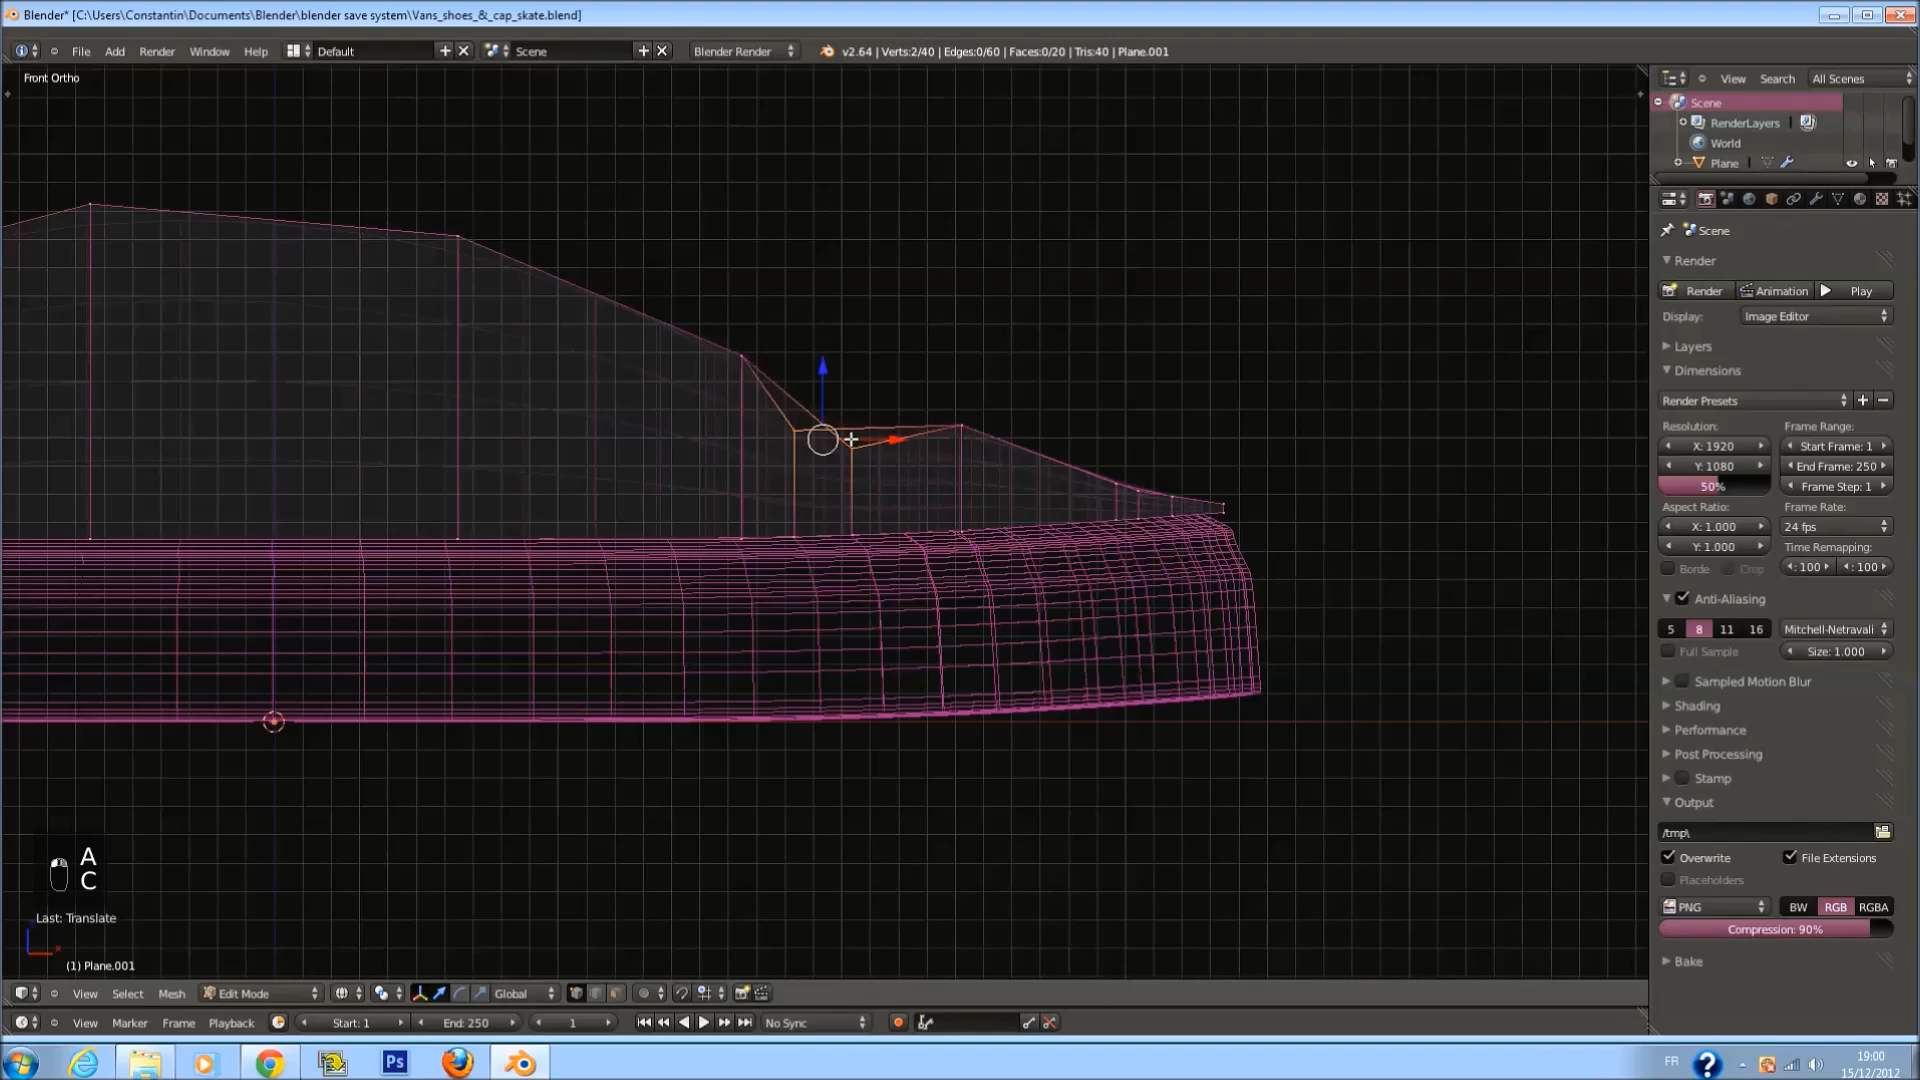 Blender* [C:\Users\Constantin\Documents\Blender\blender save system\Vans_shoes_&_cap_skate.blend]
File Add Render Window Help Default Scene Blender Render v2.64 | Verts:2/40 | Edges:0/60 | Faces:0/20 | Tris:40 | Plane.001
Front Ortho
View Search All Scenes
Scene
RenderLayers
World
Plane
Scene
Render
Render Animation Play
Display: Image Editor
Layers
Dimensions
Render Presets
Resolution: Frame Range:
X: 1920 Start Frame: 1
Y: 1080 End Frame: 250
50% Frame Step: 1
Aspect Ratio: Frame Rate:
X: 1.000 24 fps
Y: 1.000 Time Remapping:
Borde Crop : 100 : 100
Anti-Aliasing
5 8 11 16 Mitchell-Netravali
Full Sample Size: 1.000
Sampled Motion Blur
Shading
Performance
Post Processing
Stamp
Output
/tmp\
Overwrite File Extensions
Placeholders
PNG BW RGB RGBA
Compression: 90%
Bake
A
C
Last: Translate
x
(1) Plane.001
View Select Mesh Edit Mode Global
View Marker Frame Playback Start: 1 End: 250 1 No Sync
Ps
FR
19:00
15/12/2012